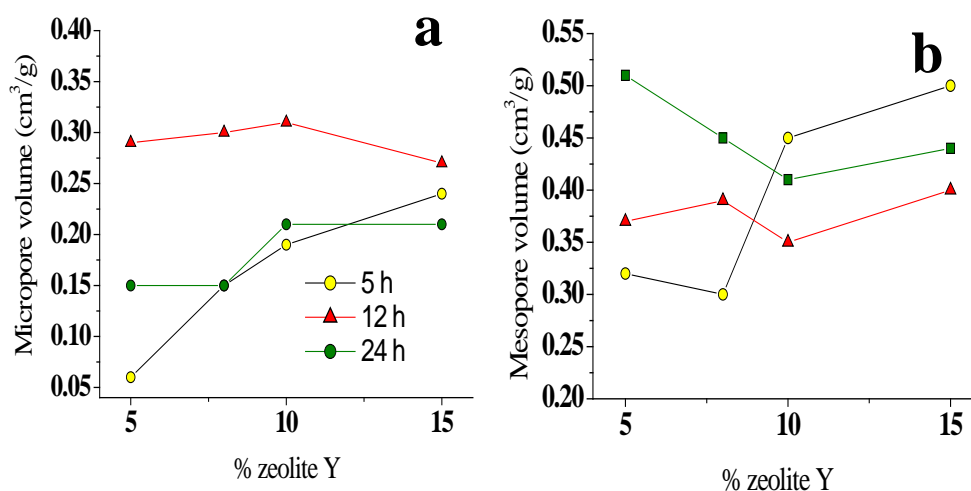 a
Micropore volume (cm³/g)
0.40
0.35
0.30
0.25
0.20
0.15
0.10
0.05
5
10
15
% zeolite Y
5 h
12 h
24 h
b
Mesopore volume (cm³/g)
0.55
0.50
0.45
0.40
0.35
0.30
0.25
0.20
5
10
15
% zeolite Y